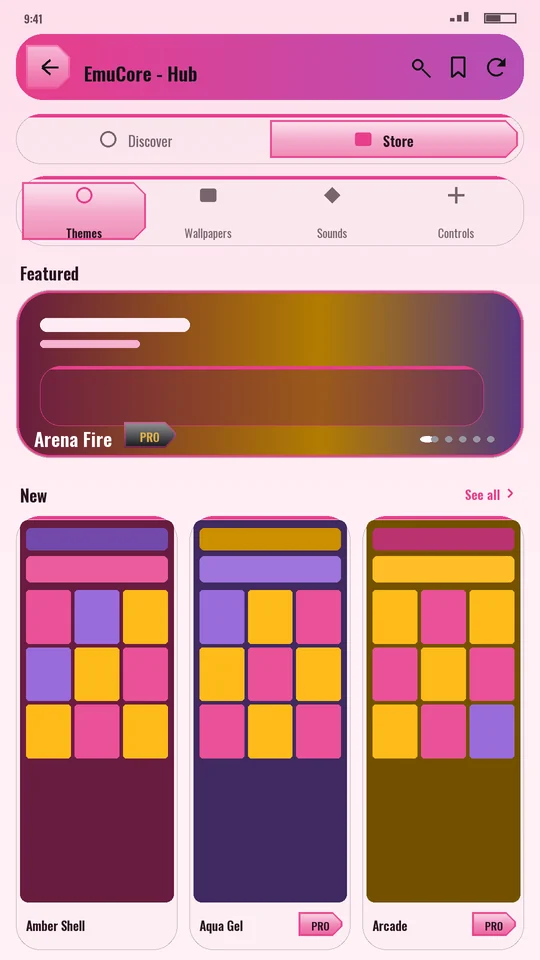 9:41
EmuCore - Hub
Discover
Store
Themes
Wallpapers
Sounds
Controls
Featured
Arena Fire
PRO
New
See all
Amber Shell
Aqua Gel
PRO
Arcade
PRO